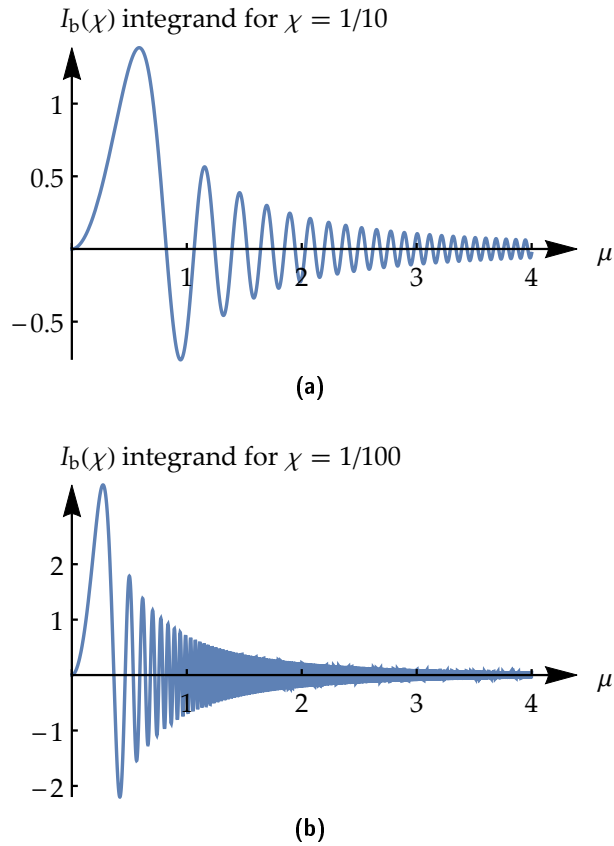 I_b(χ) integrand for χ = 1/10
1
0.5
−0.5
1 2 3 4
μ
(a)
I_b(χ) integrand for χ = 1/100
2
1
−1
−2
1 2 3 4
μ
(b)